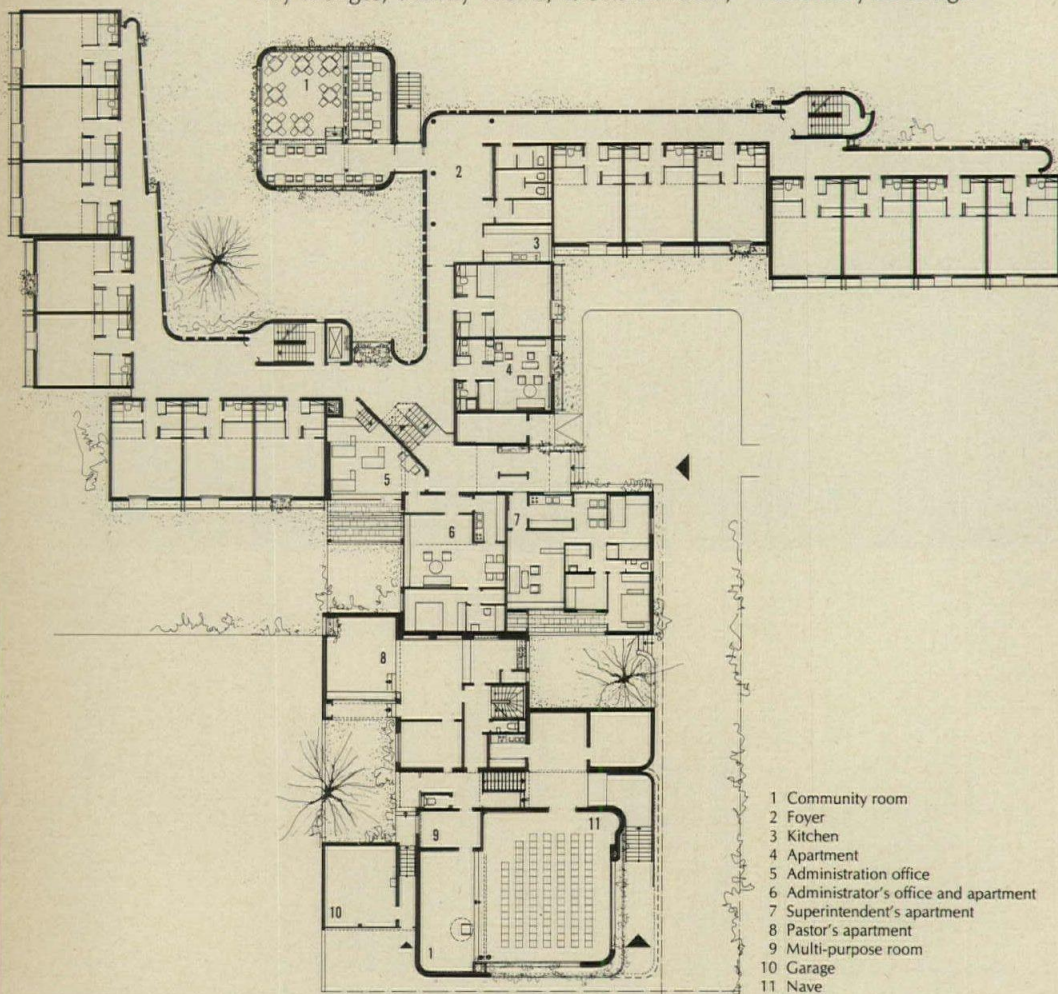 1
2
3
4
5
6
7
8
9
11
10
1
1 Community room
2 Foyer
3 Kitchen
4 Apartment
5 Administration office
6 Administrator's office and apartment
7 Superintendent's apartment
8 Pastor's apartment
9 Multi-purpose room
10 Garage
11 Nave